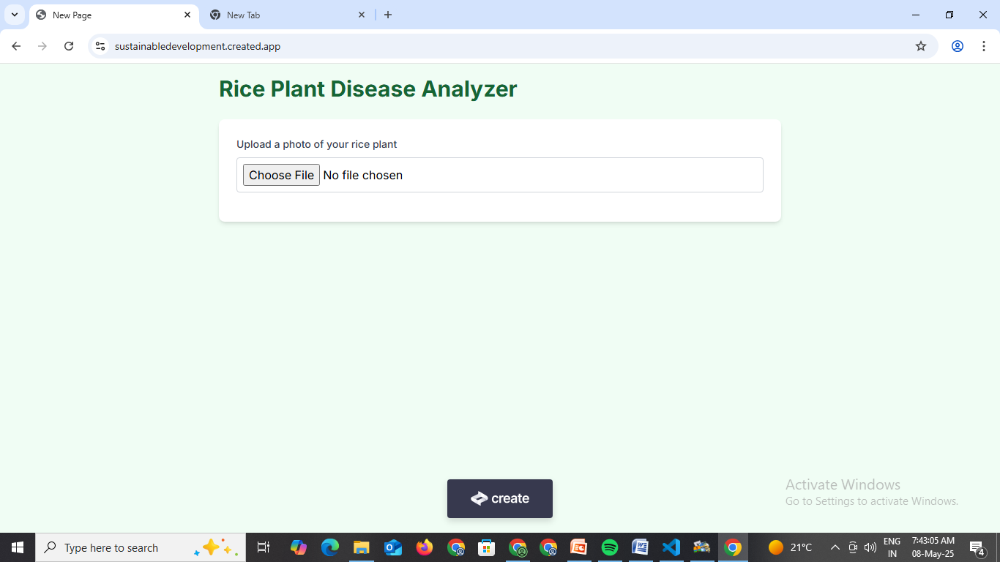 New Page
New Tab
sustainabledevelopment.created.app
Rice Plant Disease Analyzer
Upload a photo of your rice plant
Choose File No file chosen
create
Activate Windows
Go to Settings to activate Windows.
Type here to search
21°C
ENG
IN
7:43:05 AM
08-May-25
4